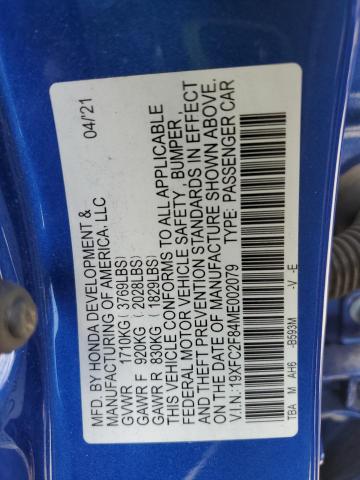 MFD. BY HONDA DEVELOPMENT & 04/'21
MANUFACTURING OF AMERICA, LLC
GVWR 1710KG ( 3769LBS)
GAWR F 920KG ( 2028LBS)
GAWR R 830KG ( 1829LBS)
THIS VEHICLE CONFORMS TO ALL APPLICABLE
FEDERAL MOTOR VEHICLE SAFETY, BUMPER,
AND THEFT PREVENTION STANDARDS IN EFFECT
ON THE DATE OF MANUFACTURE SHOWN ABOVE.
V.I.N.:19XFC2F84ME002079 TYPE: PASSENGER CAR
TBA M AH6 -B593M -V -E